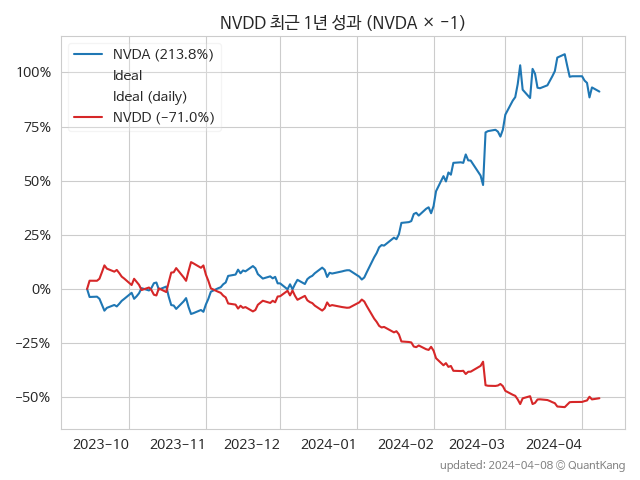 NVDD 최근 1년 성과 (NVDA × −1)
NVDA (213.8%)
Ideal
Ideal (daily)
NVDD (−71.0%)
100%
75%
50%
25%
0%
−25%
−50%
2023−10
2023−11
2023−12
2024−01
2024−02
2024−03
2024−04
updated: 2024-04-08 © QuantKang